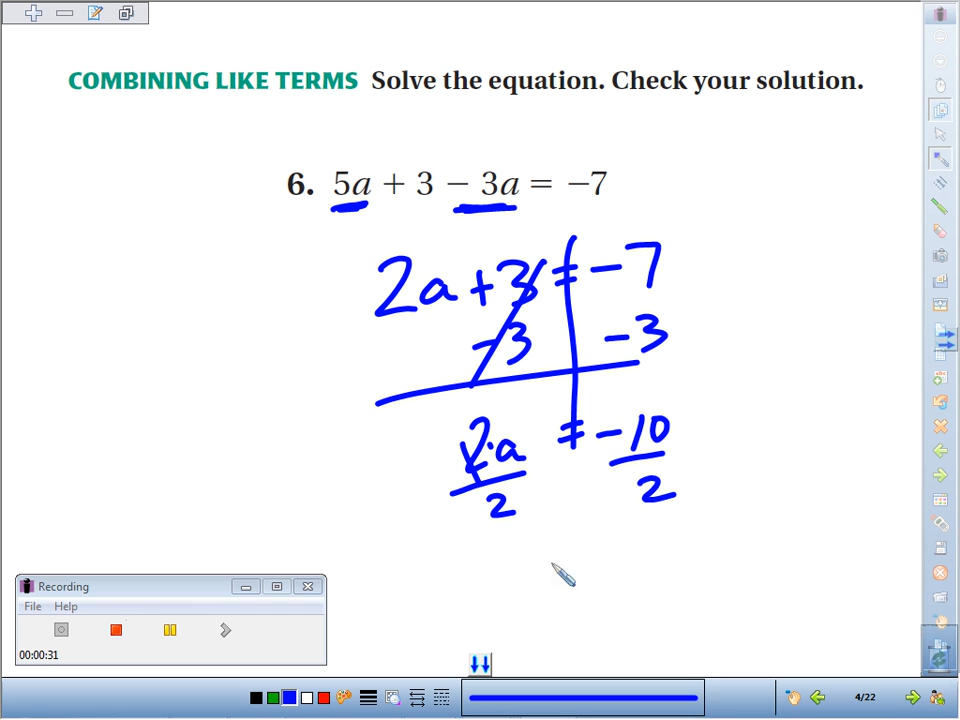 COMBINING LIKE TERMS Solve the equation. Check your solution.
6. 5a + 3 − 3a = −7
2a + 3 = -7
-3 -3
2·a = -10
2 2
Recording
File Help
00:00:31
4/22